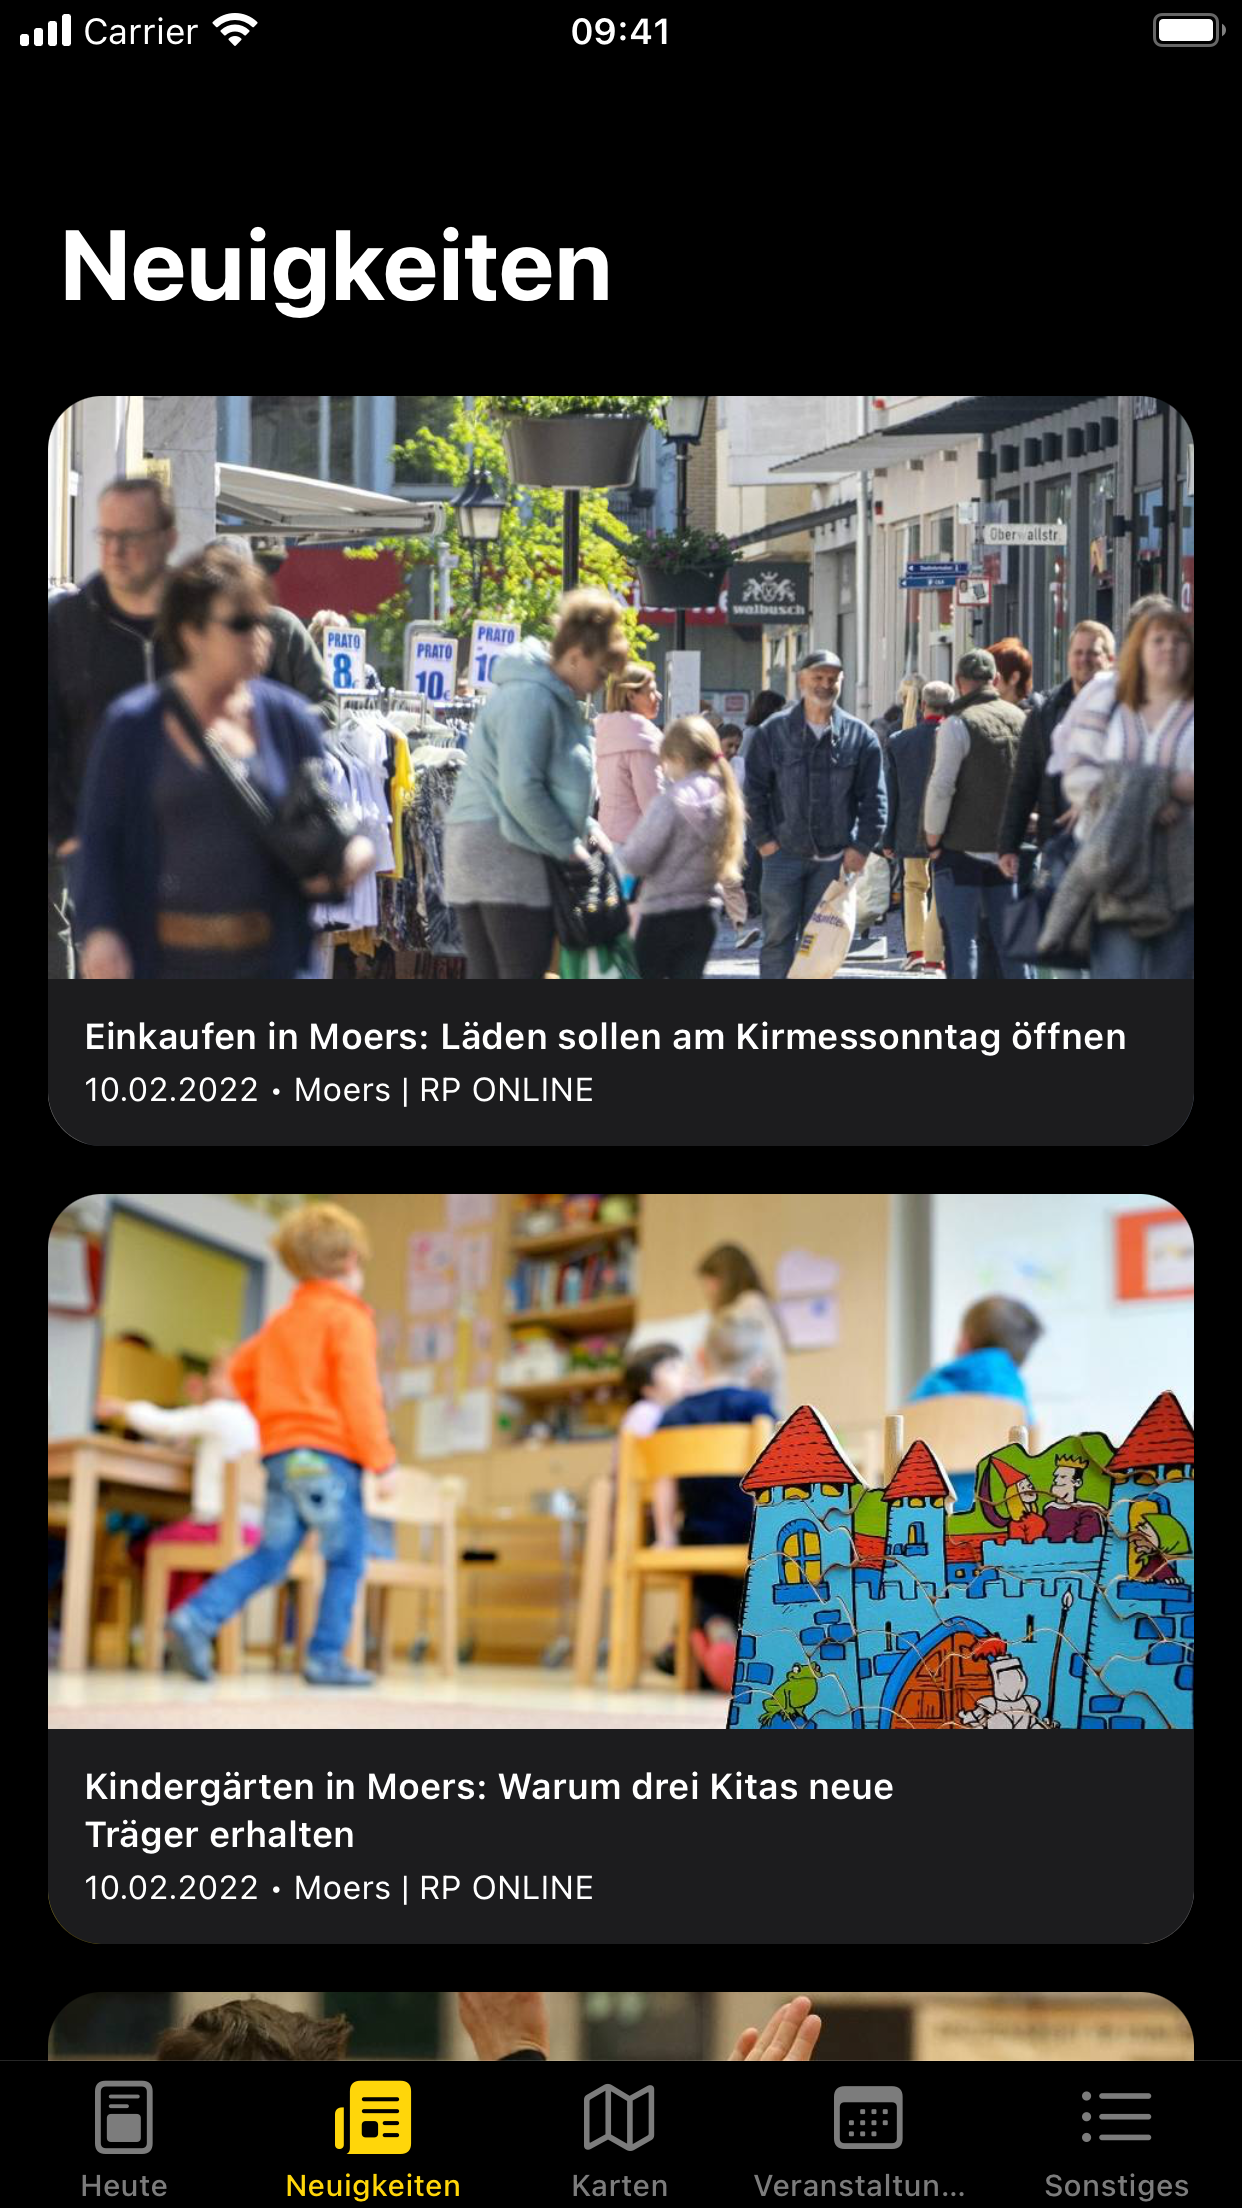 Carrier
09:41
Neuigkeiten
Oberwallstr.
walbusch
PRATO
8
PRATO
10
PRATO
10
Einkaufen in Moers: Läden sollen am Kirmessonntag öffnen
10.02.2022 • Moers | RP ONLINE
Kindergärten in Moers: Warum drei Kitas neue
Träger erhalten
10.02.2022 • Moers | RP ONLINE
Heute
Neuigkeiten
Karten
Veranstaltun...
Sonstiges